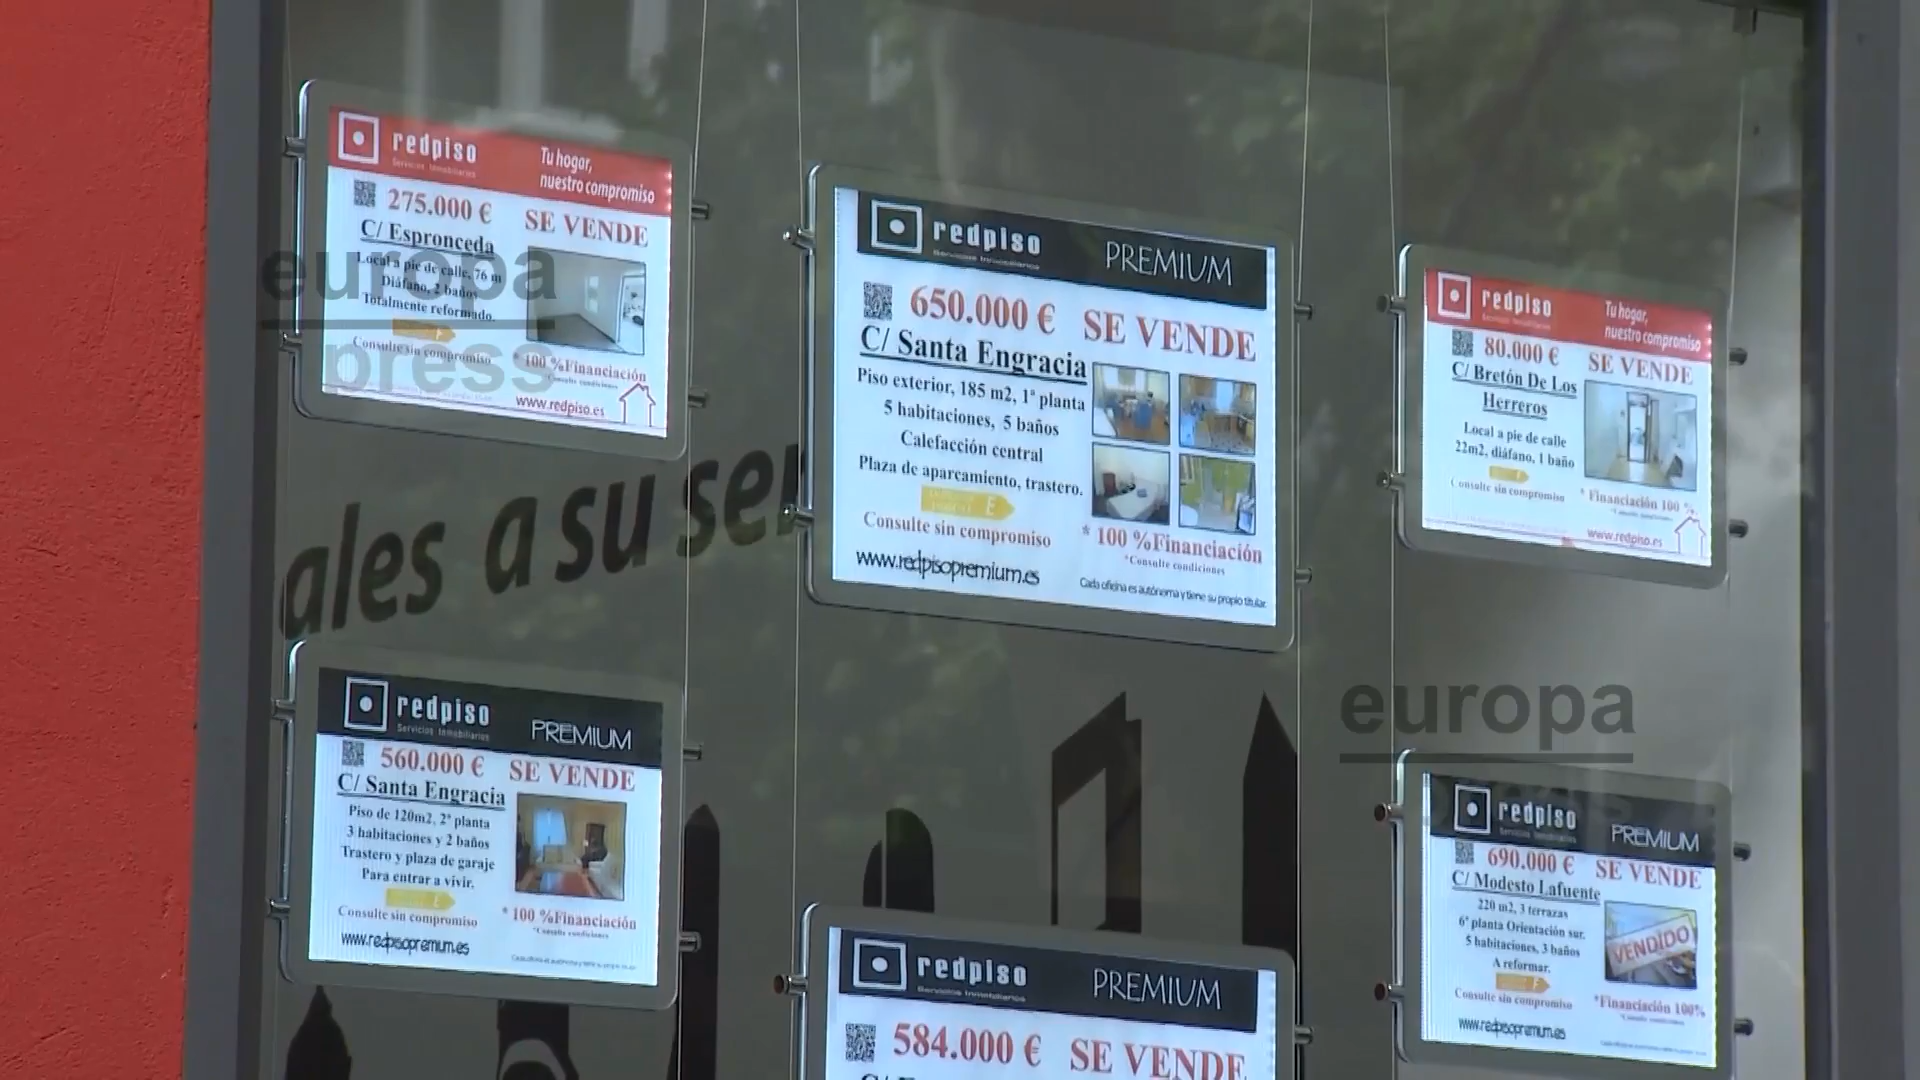 redpiso
Servicios Inmobiliarios
Tu hogar,
nuestro compromiso
275.000 €
SE VENDE
C/ Espronceda
Local a pie de calle, 76 m
Diáfano, 2 baños
Totalmente reformado.
F
Consulte sin compromiso
* 100 %Financiación
*Consulte condiciones
www.redpiso.es
europa
press
redpiso
Servicios Inmobiliarios
PREMIUM
650.000 €
SE VENDE
C/ Santa Engracia
Piso exterior, 185 m2, 1ª planta
5 habitaciones, 5 baños
Calefacción central
Plaza de aparcamiento, trastero.
E
Consulte sin compromiso
* 100 %Financiación
*Consulte condiciones
www.redpisopremium.es
Cada oficina es autónoma y tiene su propio titular.
redpiso
Servicios Inmobiliarios
Tu hogar,
nuestro compromiso
80.000 €
SE VENDE
C/ Bretón De Los
Herreros
Local a pie de calle
22m2, diáfano, 1 baño
F
Consulte sin compromiso
* Financiación 100 %
www.redpiso.es
ales a su ser
redpiso
Servicios Inmobiliarios
PREMIUM
560.000 €
SE VENDE
C/ Santa Engracia
Piso de 120m2, 2ª planta
3 habitaciones y 2 baños
Trastero y plaza de garaje
Para entrar a vivir.
E
Consulte sin compromiso
* 100 %Financiación
*Consulte condiciones
www.redpisopremium.es
redpiso
Servicios Inmobiliarios
PREMIUM
584.000 €
SE VENDE
europa
press
redpiso
Servicios Inmobiliarios
PREMIUM
690.000 €
SE VENDE
C/ Modesto Lafuente
220 m2, 3 terrazas
6ª planta Orientación sur.
5 habitaciones, 3 baños
A reformar.
VENDIDO
F
Consulte sin compromiso
*Financiación 100%
*Consulte condiciones
www.redpisopremium.es